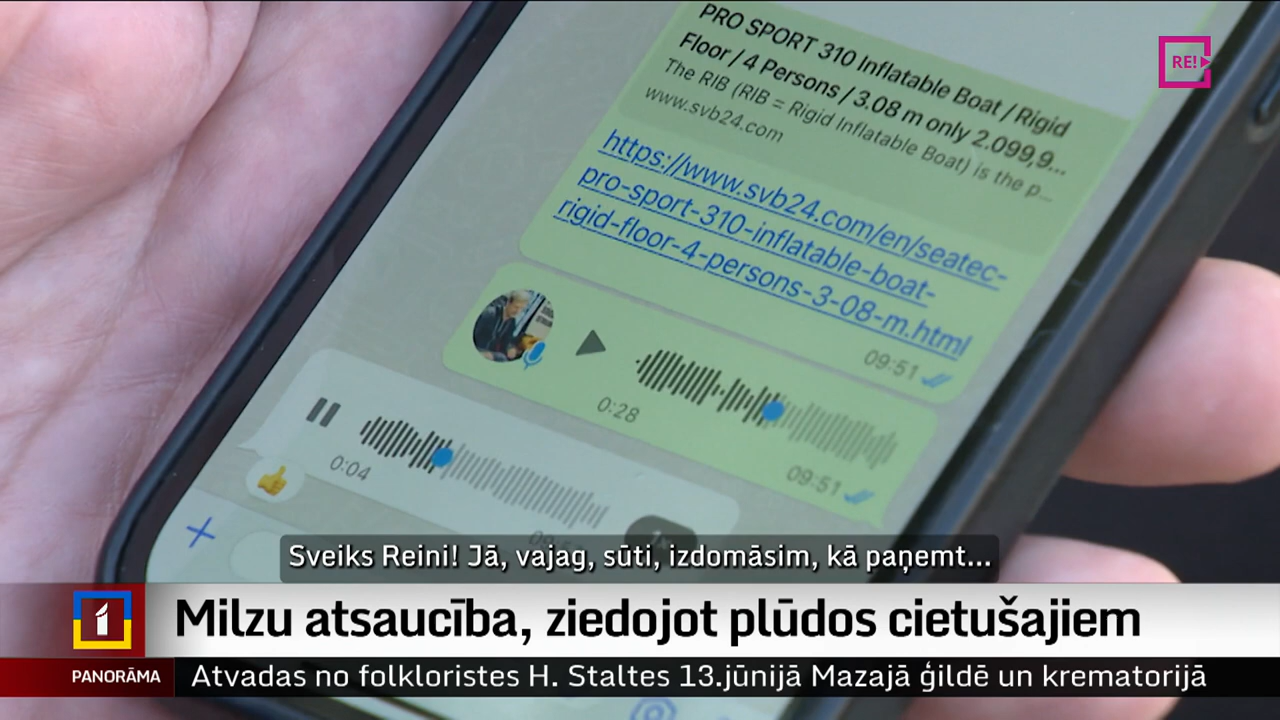 PRO SPORT 310 Inflatable Boat / Rigid
Floor / 4 Persons / 3.08 m only 2.099,9...
The RIB (RIB = Rigid Inflatable Boat) is the p...
www.svb24.com
https://www.svb24.com/en/seatec-
pro-sport-310-inflatable-boat-
rigid-floor-4-persons-3-08-m.html
09:51
0:28
09:51
0:04
RE!
Sveiks Reini! Jā, vajag, sūti, izdomāsim, kā paņemt...
1
Milzu atsaucība, ziedojot plūdos cietušajiem
PANORĀMA
Atvadas no folkloristes H. Staltes 13.jūnijā Mazajā ģildē un krematorijā